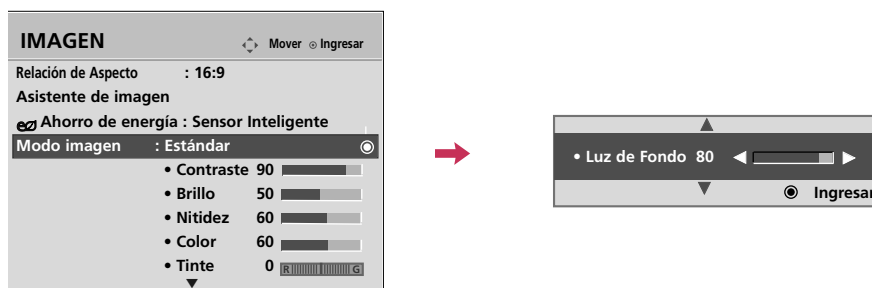 IMAGEN
Mover Ingresar
Relación de Aspecto : 16:9
Asistente de imagen
Ahorro de energía : Sensor Inteligente
Modo imagen : Estándar
• Contraste 90
• Brillo 50
• Nitidez 60
• Color 60
• Tinte 0 R G
• Luz de Fondo 80
Ingresar